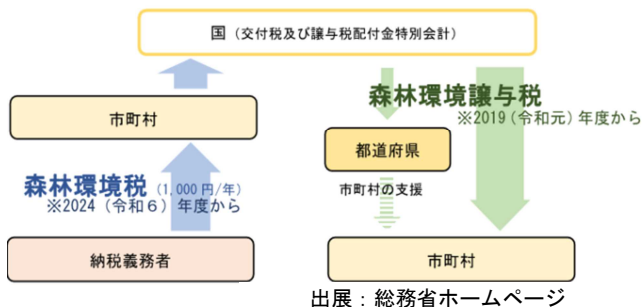 国（交付税及び譲与税配付金特別会計）
市町村
森林環境税（1,000円/年）
※2024（令和６）年度から
納税義務者
森林環境譲与税
※2019（令和元）年度から
都道府県
市町村の支援
市町村
出展：総務省ホームページ